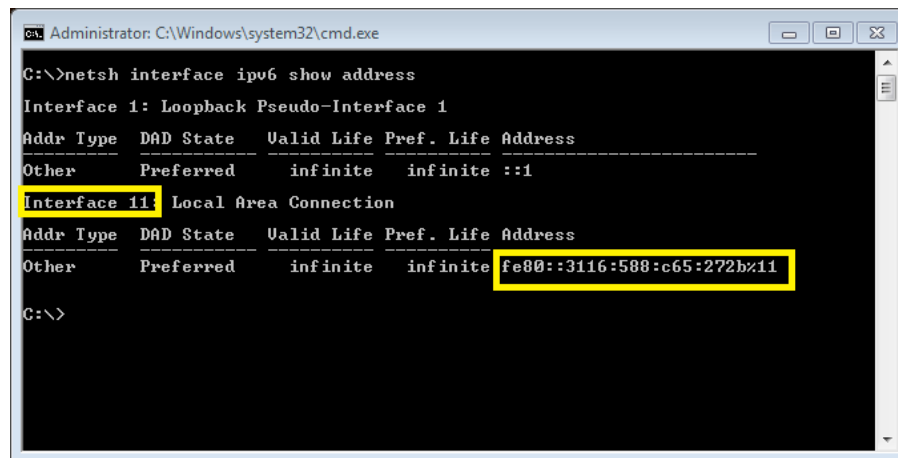 Administrator: C:\Windows\system32\cmd.exe
C:\>netsh interface ipv6 show address
Interface 1: Loopback Pseudo-Interface 1
Addr Type  DAD State   Valid Life Pref. Life Address
---------  ----------- ---------- ---------- ------------------------
Other      Preferred     infinite   infinite ::1
Interface 11: Local Area Connection
Addr Type  DAD State   Valid Life Pref. Life Address
---------  ----------- ---------- ---------- ------------------------
Other      Preferred     infinite   infinite fe80::3116:588:c65:272b%11
C:\>